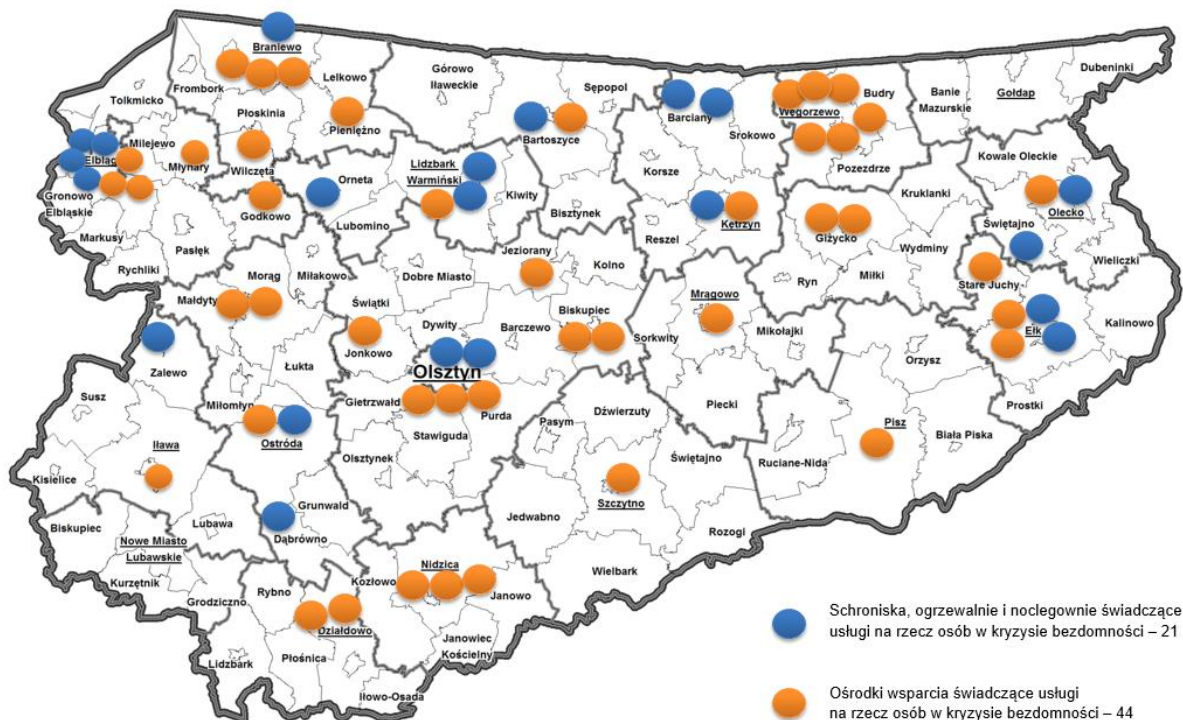 Braniewo
Lelkowo
Frombork
Górowo
Iławeckie
Sępopol
Dubeninki
Banie
Mazurskie
Gołdap
Budry
Węgorzewo
Tolkmicko
Płoskinia
Pieniężno
Bartoszyce
Barciany
Srokowo
Milejewo
Elbląg
Młynary
Wilczęta
Orneta
Lidzbark
Warmiński
Kiwity
Korsze
Pozezdrze
Kowale Oleckie
Olecko
Kruklanki
Gronowo
Elbląskie
Godkowo
Lubomino
Bisztynek
Reszel
Kętrzyn
Giżycko
Świętajno
Wieliczki
Markusy
Pasłęk
Rychliki
Morąg
Miłakowo
Dobre Miasto
Jeziorany
Kolno
Ryn
Miłki
Wydminy
Stare Juchy
Małdyty
Świątki
Jonkowo
Dywity
Barczewo
Biskupiec
Sorkwity
Mrągowo
Mikołajki
Orzysz
Ełk
Kalinowo
Zalewo
Łukta
Olsztyn
Susz
Miłomłyn
Gietrzwałd
Purda
Stawiguda
Dźwierzuty
Piecki
Prostki
Iława
Ostróda
Olsztynek
Pasym
Świętajno
Ruciane-Nida
Pisz
Biała Piska
Kisielice
Szczytno
Biskupiec
Lubawa
Grunwald
Dąbrówno
Jedwabno
Rozogi
Nowe Miasto
Lubawskie
Kurzętnik
Grodziczno
Rybno
Kozłowo
Nidzica
Janowo
Wielbark
Działdowo
Lidzbark
Płośnica
Janowiec
Kościelny
Iłowo-Osada
Schroniska, ogrzewalnie i noclegownie świadczące
usługi na rzecz osób w kryzysie bezdomności – 21
Ośrodki wsparcia świadczące usługi
na rzecz osób w kryzysie bezdomności – 44